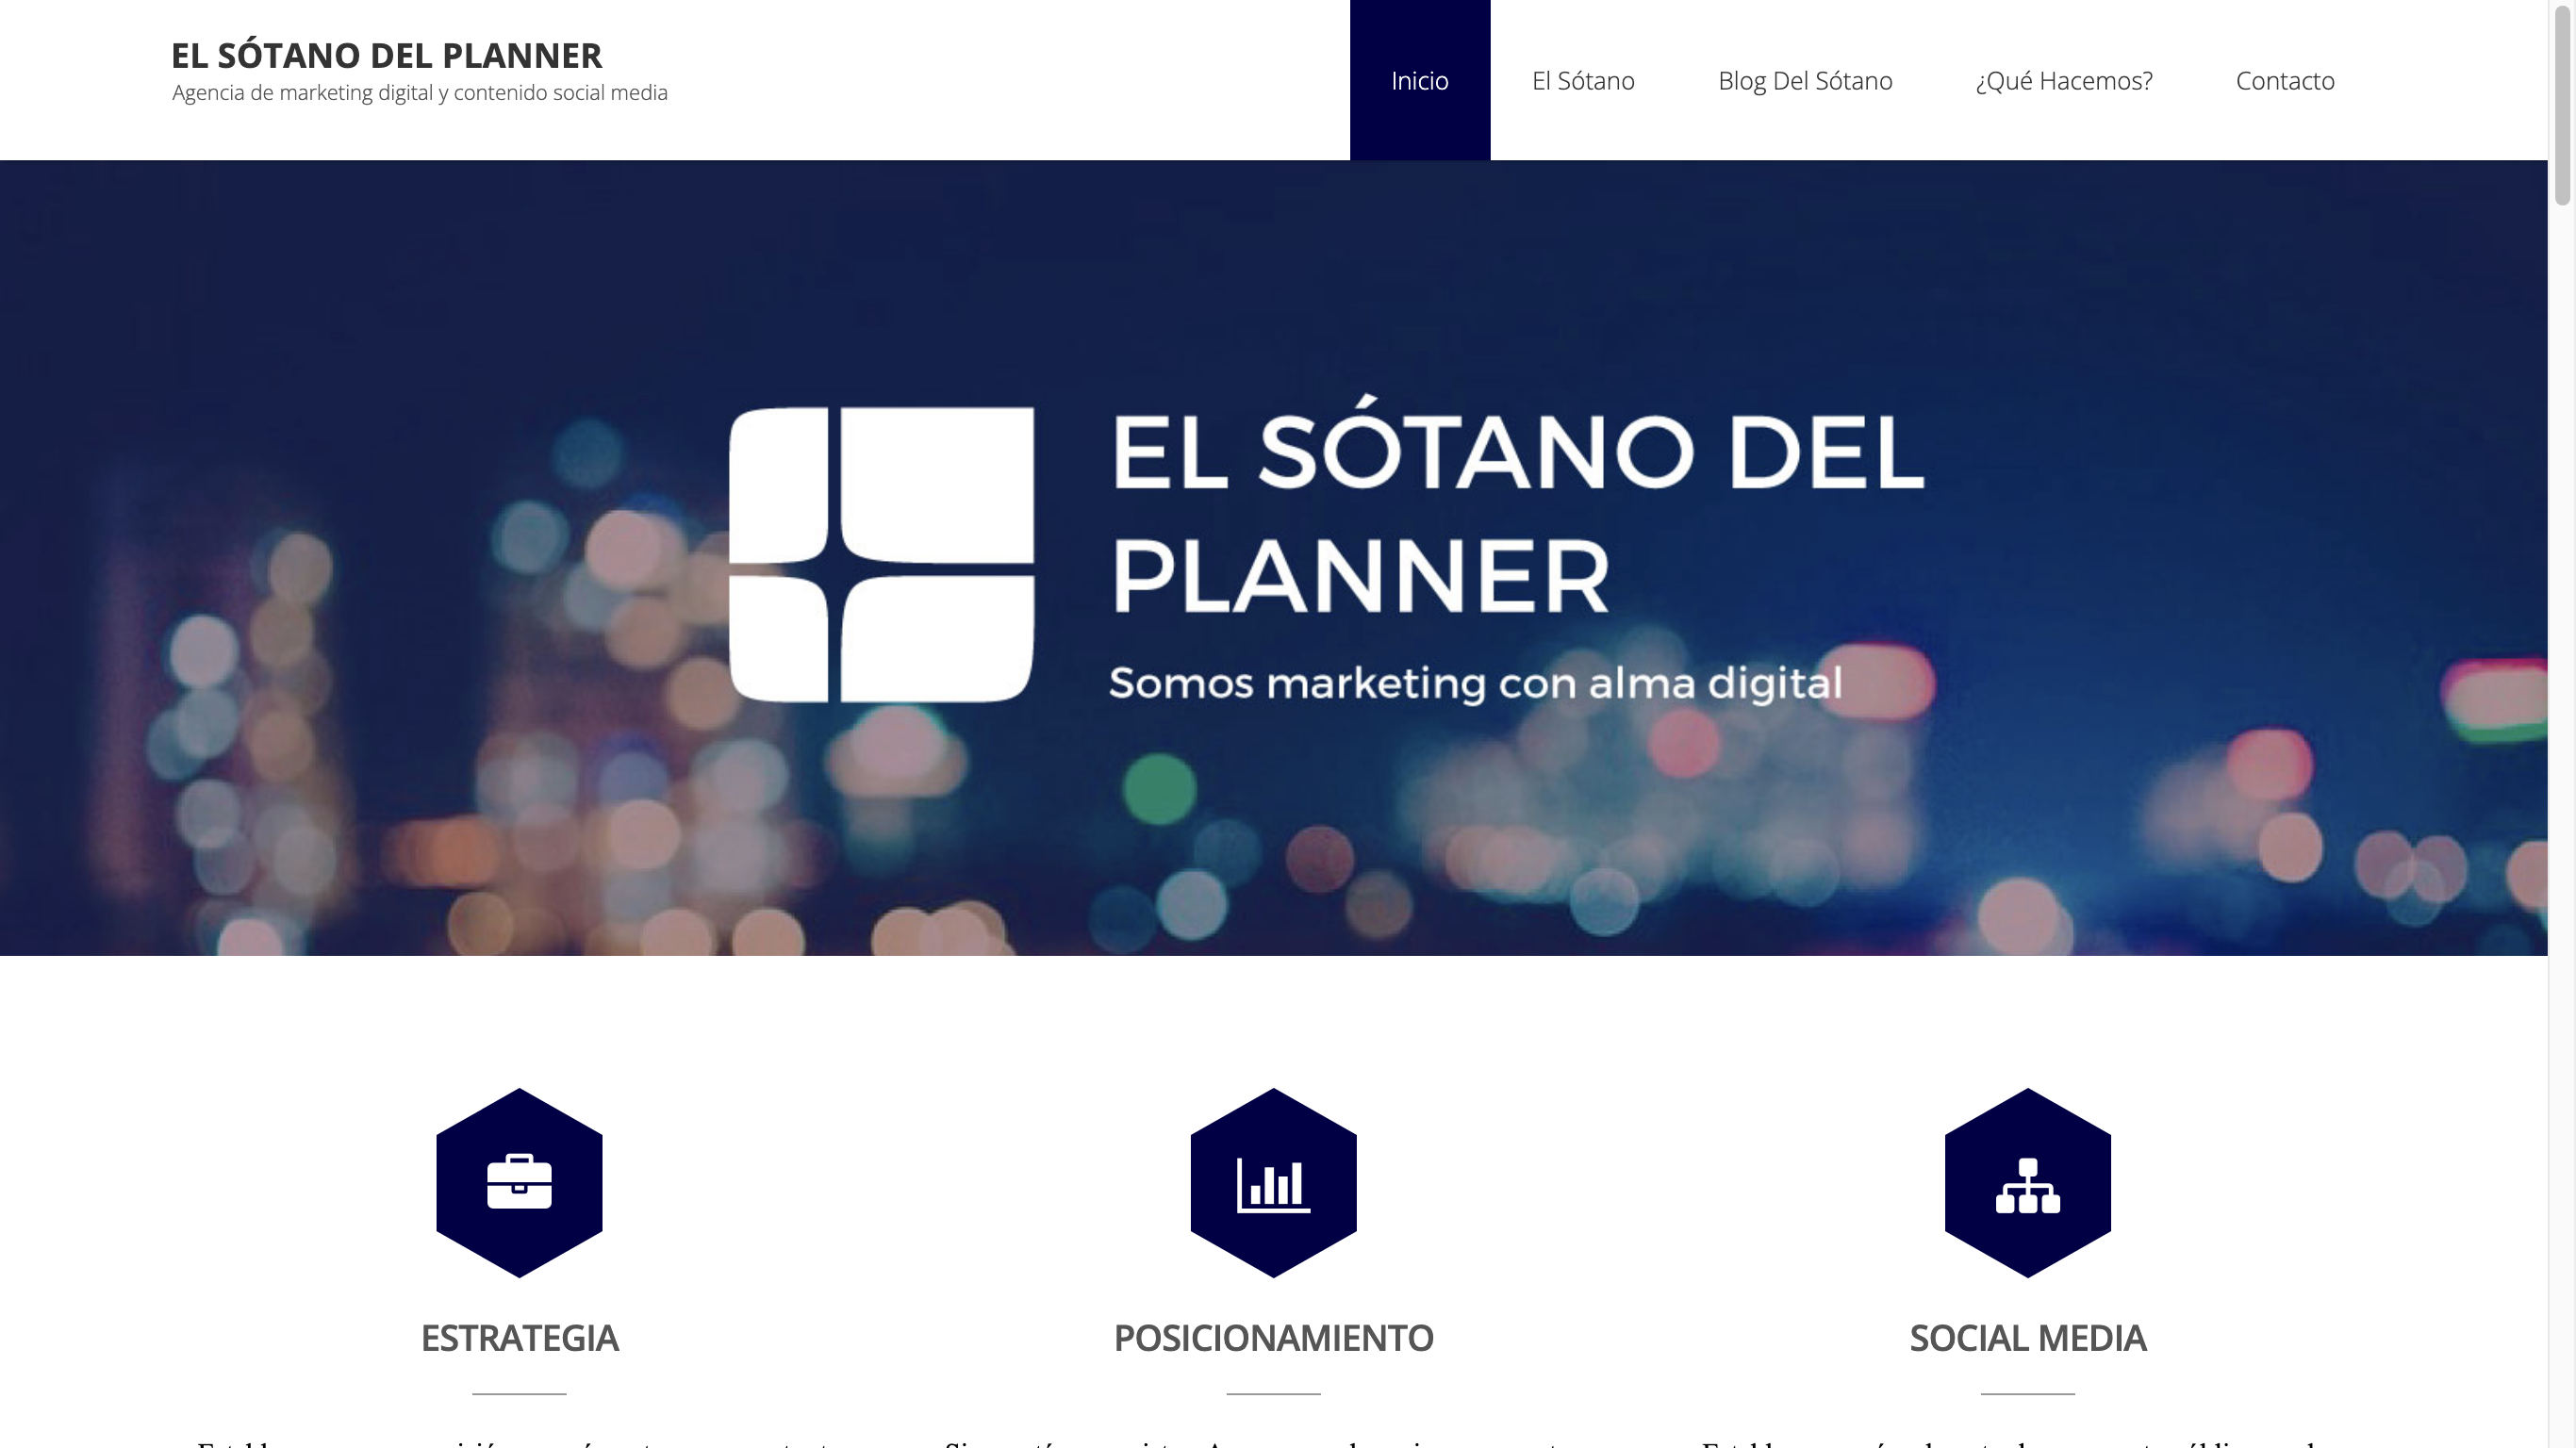 EL SÓTANO DEL PLANNER
Agencia de marketing digital y contenido social media
Inicio
El Sótano
Blog Del Sótano
¿Qué Hacemos?
Contacto
EL SÓTANO DEL
PLANNER
Somos marketing con alma digital
ESTRATEGIA
POSICIONAMIENTO
SOCIAL MEDIA